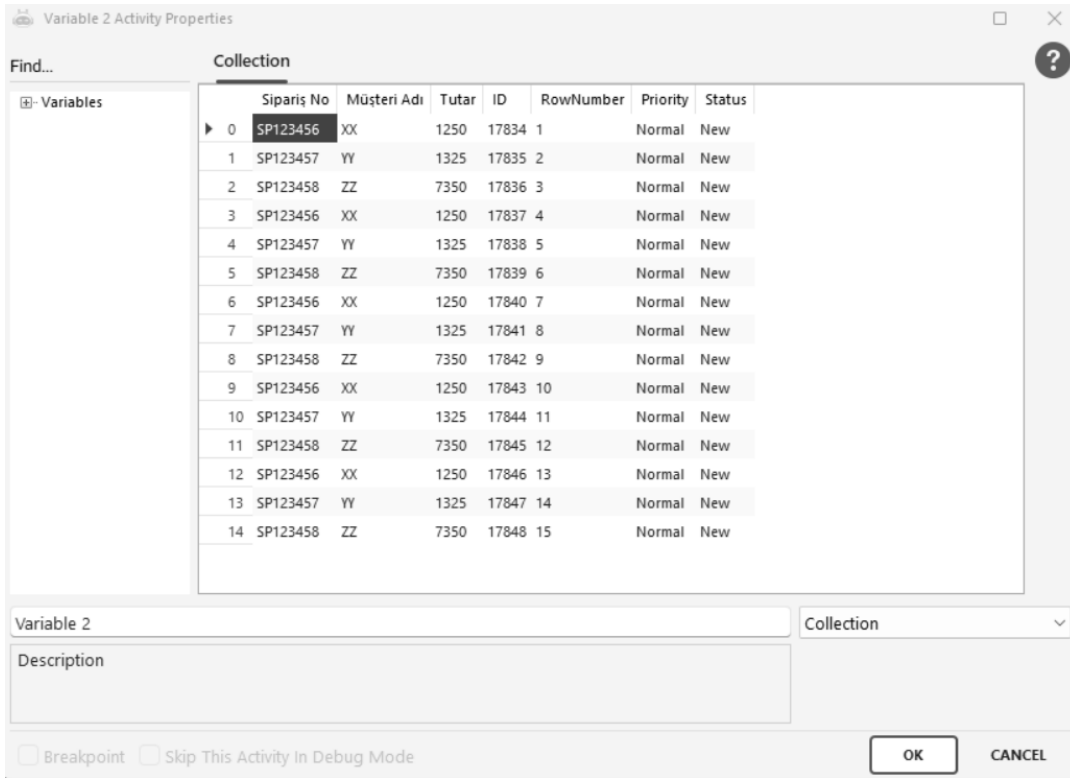 Variable 2 Activity Properties
Find...
Collection
?
Variables
Sipariş No Müşteri Adı Tutar ID RowNumber Priority Status
0 SP123456 XX 1250 17834 1 Normal New
1 SP123457 YY 1325 17835 2 Normal New
2 SP123458 ZZ 7350 17836 3 Normal New
3 SP123456 XX 1250 17837 4 Normal New
4 SP123457 YY 1325 17838 5 Normal New
5 SP123458 ZZ 7350 17839 6 Normal New
6 SP123456 XX 1250 17840 7 Normal New
7 SP123457 YY 1325 17841 8 Normal New
8 SP123458 ZZ 7350 17842 9 Normal New
9 SP123456 XX 1250 17843 10 Normal New
10 SP123457 YY 1325 17844 11 Normal New
11 SP123458 ZZ 7350 17845 12 Normal New
12 SP123456 XX 1250 17846 13 Normal New
13 SP123457 YY 1325 17847 14 Normal New
14 SP123458 ZZ 7350 17848 15 Normal New
Variable 2 Collection
Description
Breakpoint Skip This Activity In Debug Mode OK CANCEL